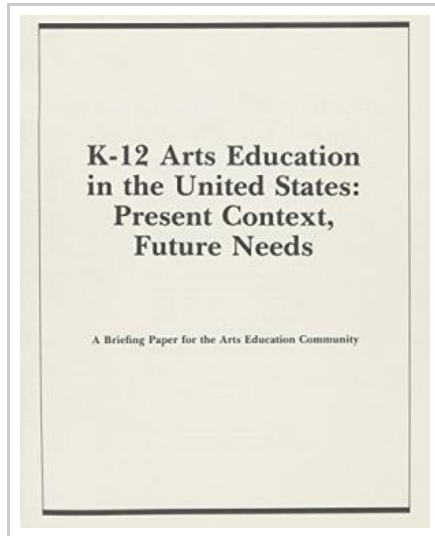 K-12 Arts Education
in the United States:
Present Context,
Future Needs
A Briefing Paper for the Arts Education Community